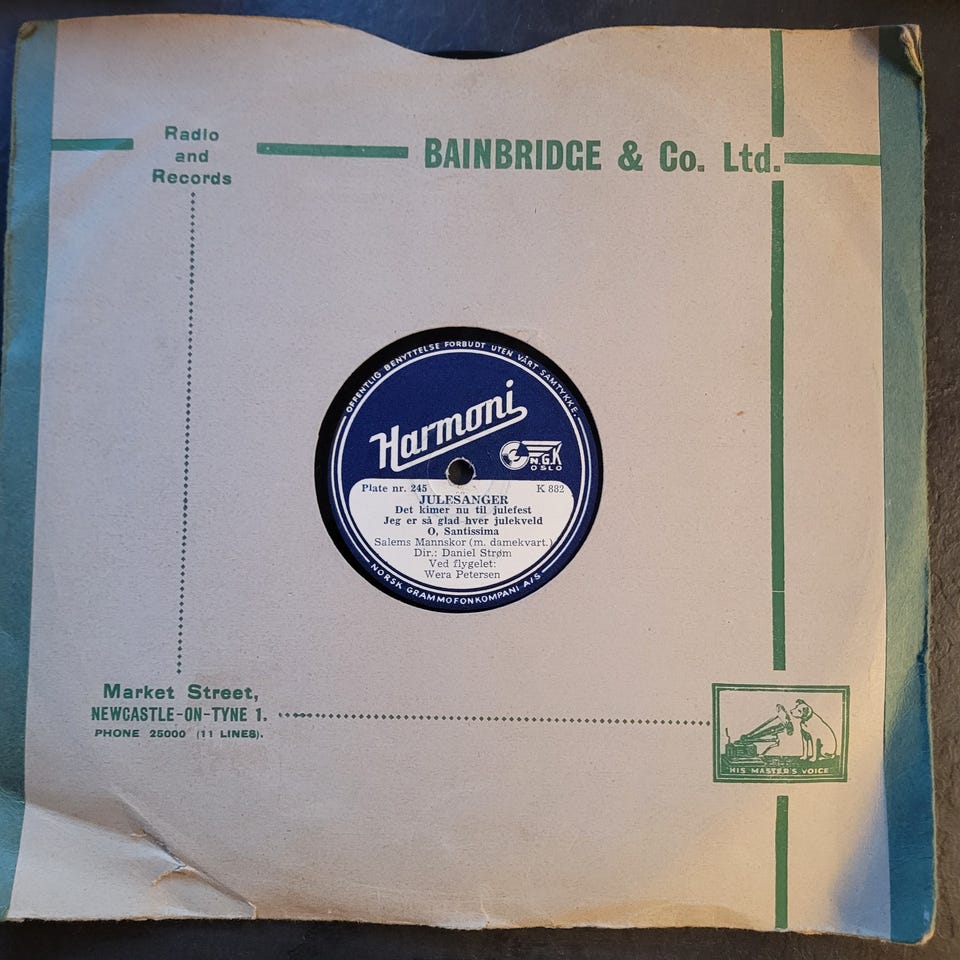 Radio
and
Records
BAINBRIDGE & Co. Ltd.
OFFENTLIG BENYTTELSE FORBUDT UTEN VÅRT SAMTYKKE.
Harmoni
N.G.K
OSLO
Plate nr. 245 K 882
JULESANGER
Det kimer nu til julefest
Jeg er så glad hver julekveld
O, Santissima
Salems Mannskor (m. damekvart.)
Dir.: Daniel Strøm
Ved flygelet:
Wera Petersen
NORSK GRAMMOFONKOMPANI A/S
Market Street,
NEWCASTLE-ON-TYNE 1.
PHONE 25000 (11 LINES).
HIS MASTER'S VOICE